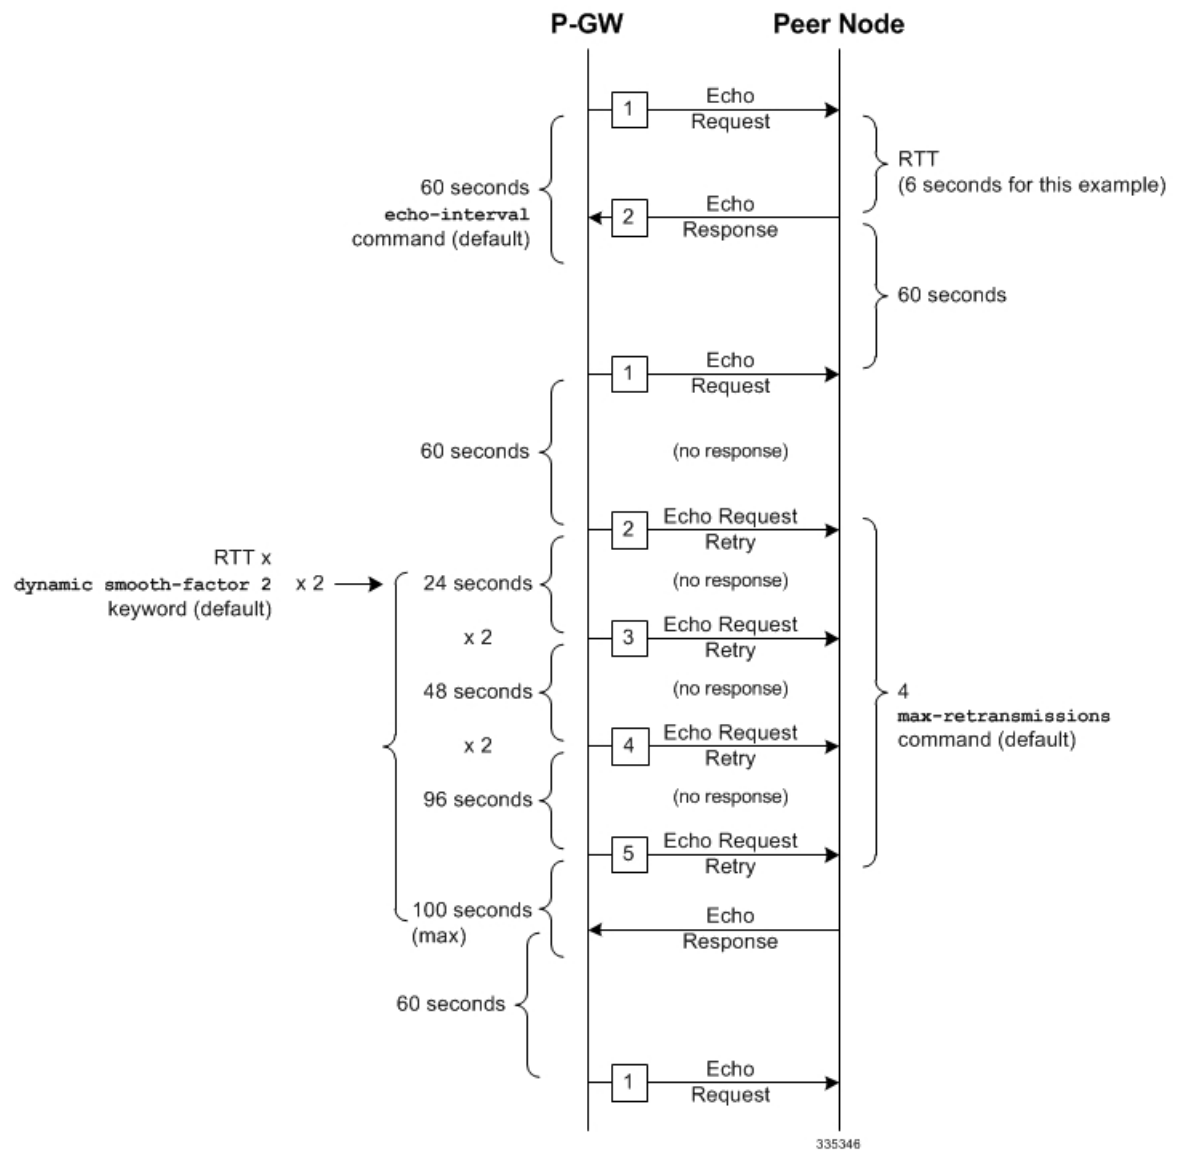 P-GW
Peer Node
1
Echo
Request
RTT
(6 seconds for this example)
60 seconds
echo-interval
command (default)
2
Echo
Response
60 seconds
1
Echo
Request
60 seconds
(no response)
2
Echo Request
Retry
RTT x
dynamic smooth-factor 2
keyword (default)
x 2
24 seconds
(no response)
x 2
3
Echo Request
Retry
48 seconds
(no response)
4
max-retransmissions
command (default)
x 2
4
Echo Request
Retry
96 seconds
(no response)
5
Echo Request
Retry
100 seconds
(max)
Echo
Response
60 seconds
1
Echo
Request
335346